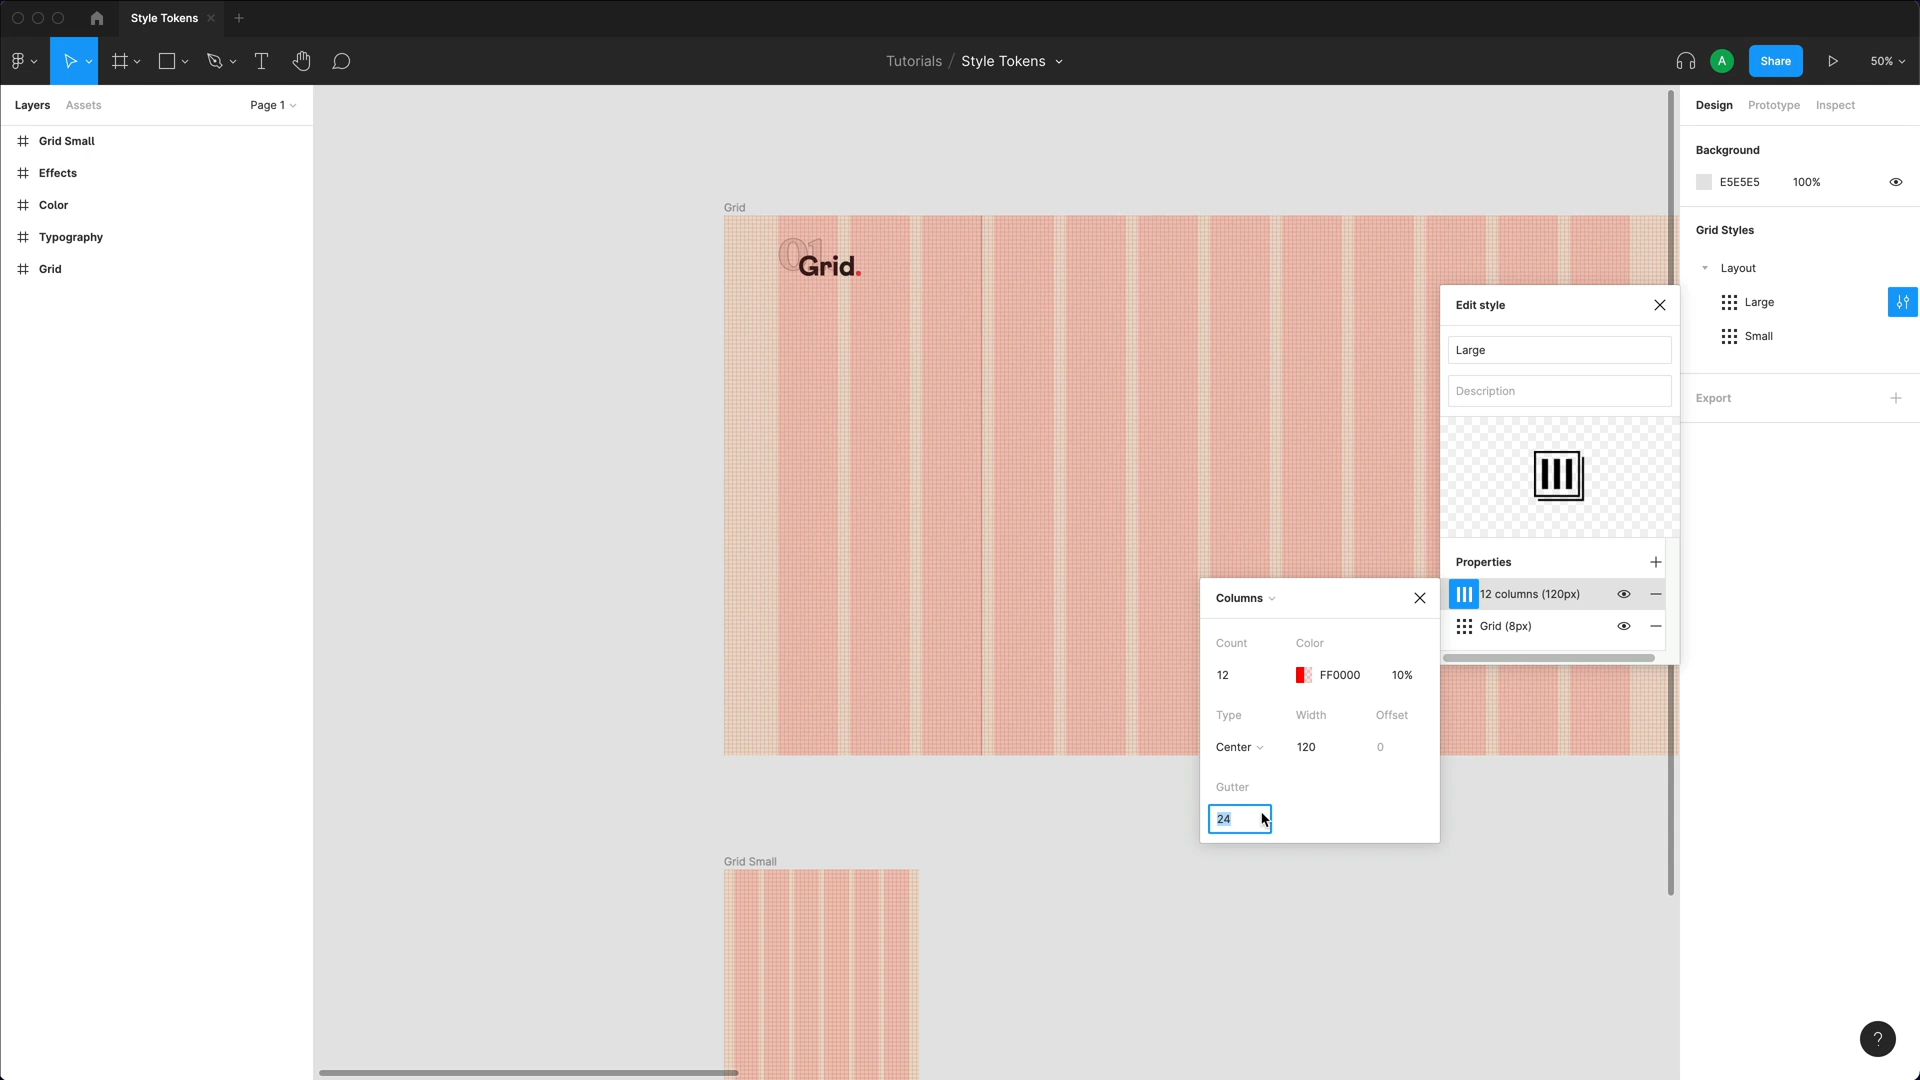 Style Tokens
Tutorials / Style Tokens
A
Share
50%
Layers
Assets
Page 1
Grid Small
Effects
Color
Typography
Grid
Grid
01
Grid.
Grid Small
Columns
Count
Color
12
FF0000
10%
Type
Width
Offset
Center
120
0
Gutter
24
Edit style
Large
Description
Properties
12 columns (120px)
Grid (8px)
Design
Prototype
Inspect
Background
E5E5E5
100%
Grid Styles
Layout
Large
Small
Export
?